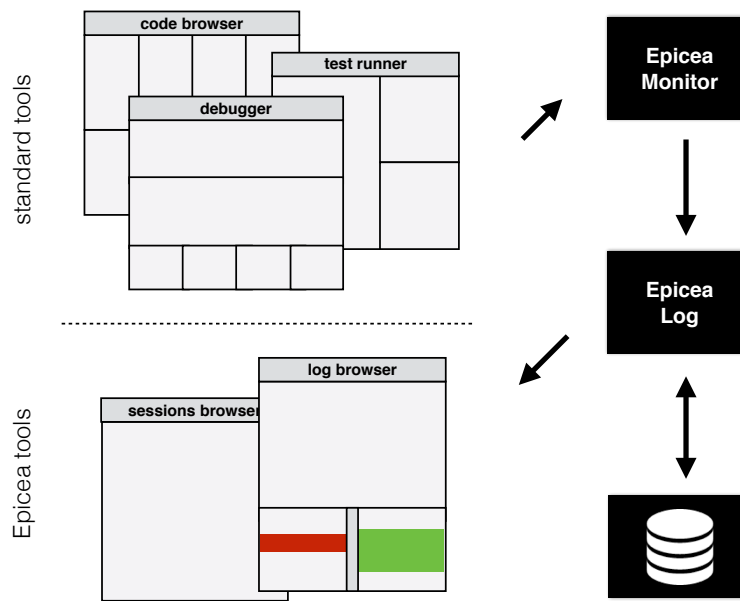 code browser
test runner
debugger
standard tools
Epicea
Monitor
Epicea
Log
log browser
sessions browser
Epicea tools